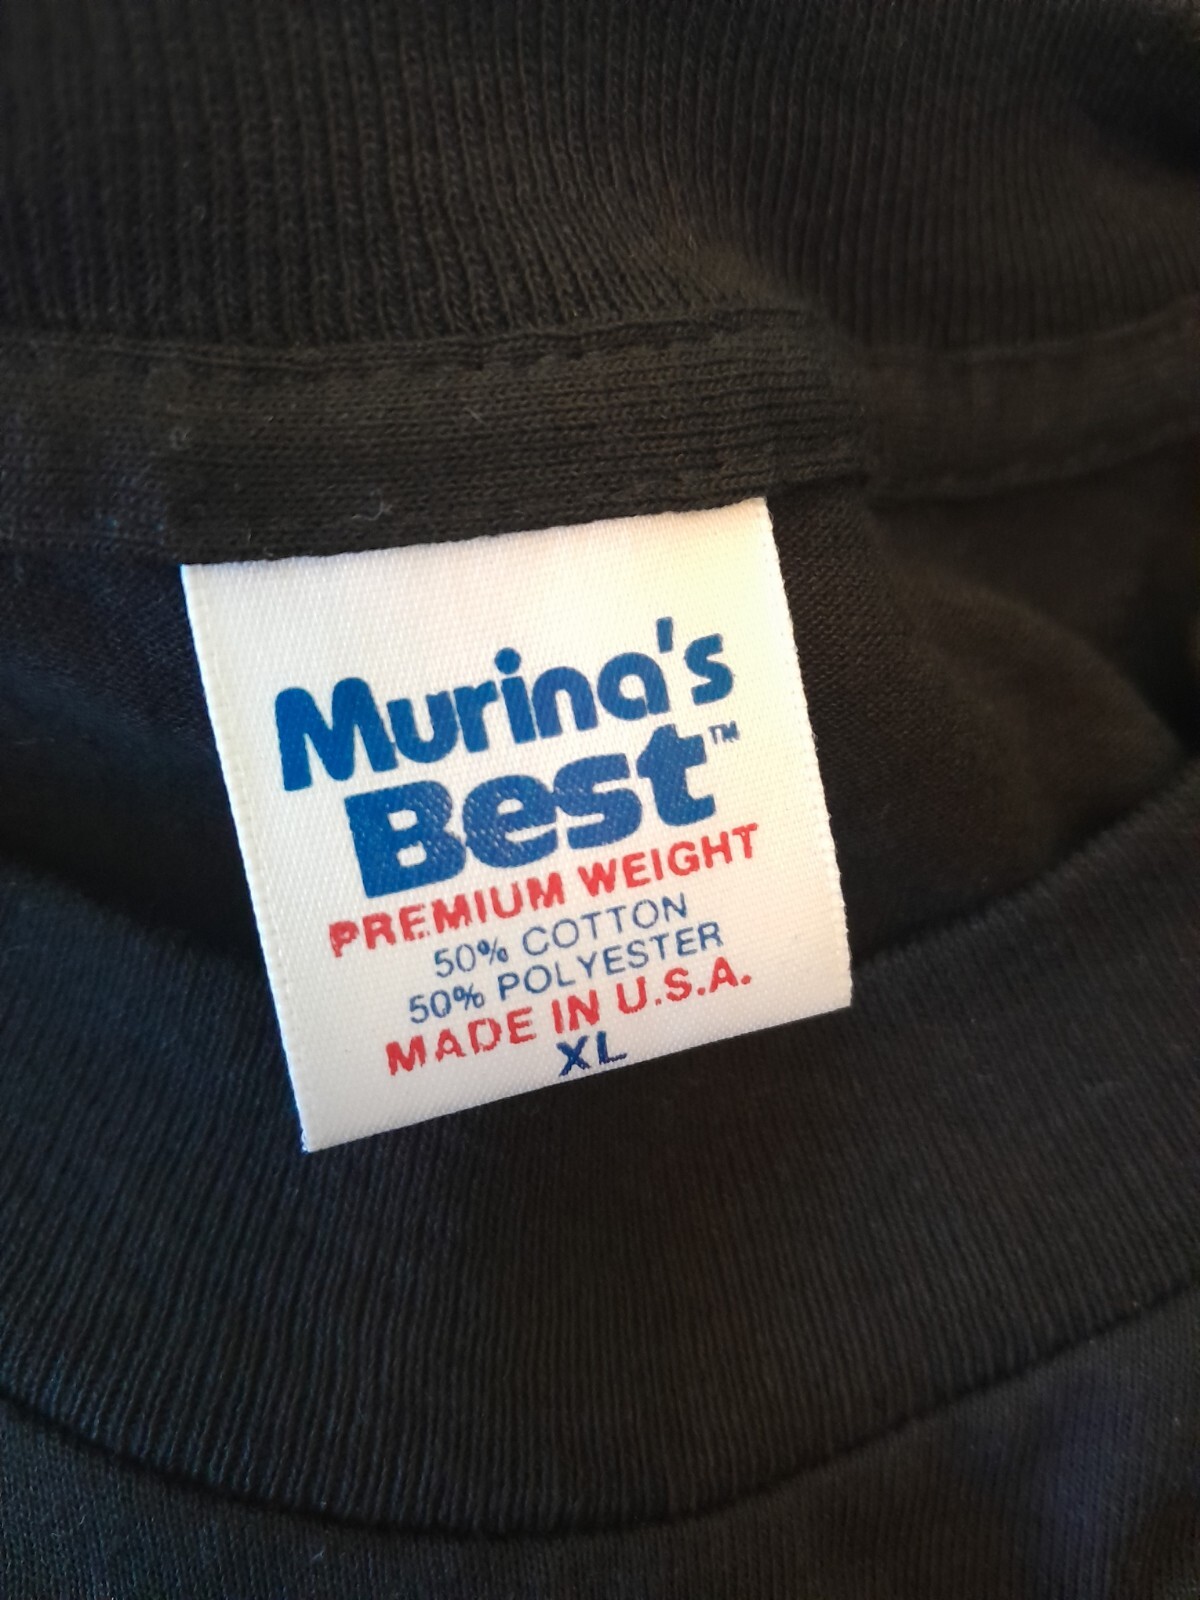 Murina's
Best™
PREMIUM WEIGHT
50% COTTON
50% POLYESTER
MADE IN U.S.A.
XL